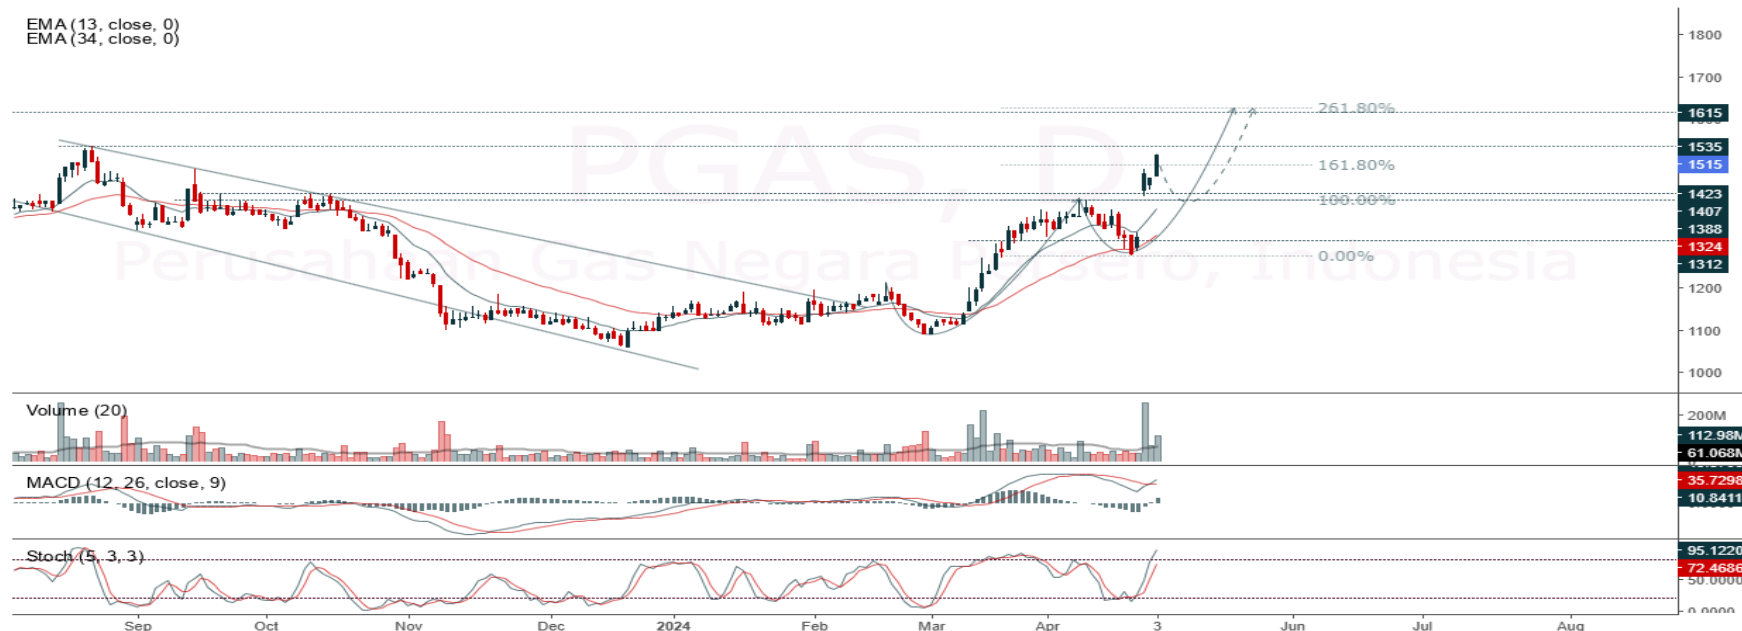 EMA (13, close, 0)
EMA (34, close, 0)
PGAS, D
Perusahaan Gas Negara Persero, Indonesia
261.80%
161.80%
100.00%
0.00%
1800
1700
1615
1535
1515
1423
1407
1388
1324
1312
1200
1100
1000
Volume (20)
200M
112.98M
61.068M
MACD (12, 26, close, 9)
35.7298
10.8411
Stoch (5, 3, 3)
95.1220
72.4686
50.0000
0.0000
Sep Oct Nov Dec 2024 Feb Mar Apr 3 Jun Jul Aug